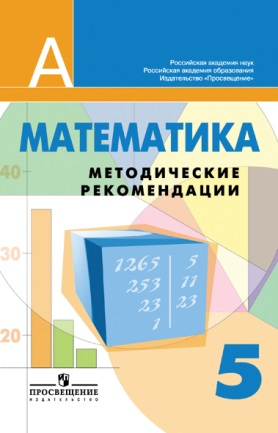 А
Российская академия наук
Российская академия образования
Издательство «Просвещение»
МАТЕМАТИКА
МЕТОДИЧЕСКИЕ
РЕКОМЕНДАЦИИ
40
30
20
1265 5
253 11
23 23
1
ПРОСВЕЩЕНИЕ
ИЗДАТЕЛЬСТВО
5